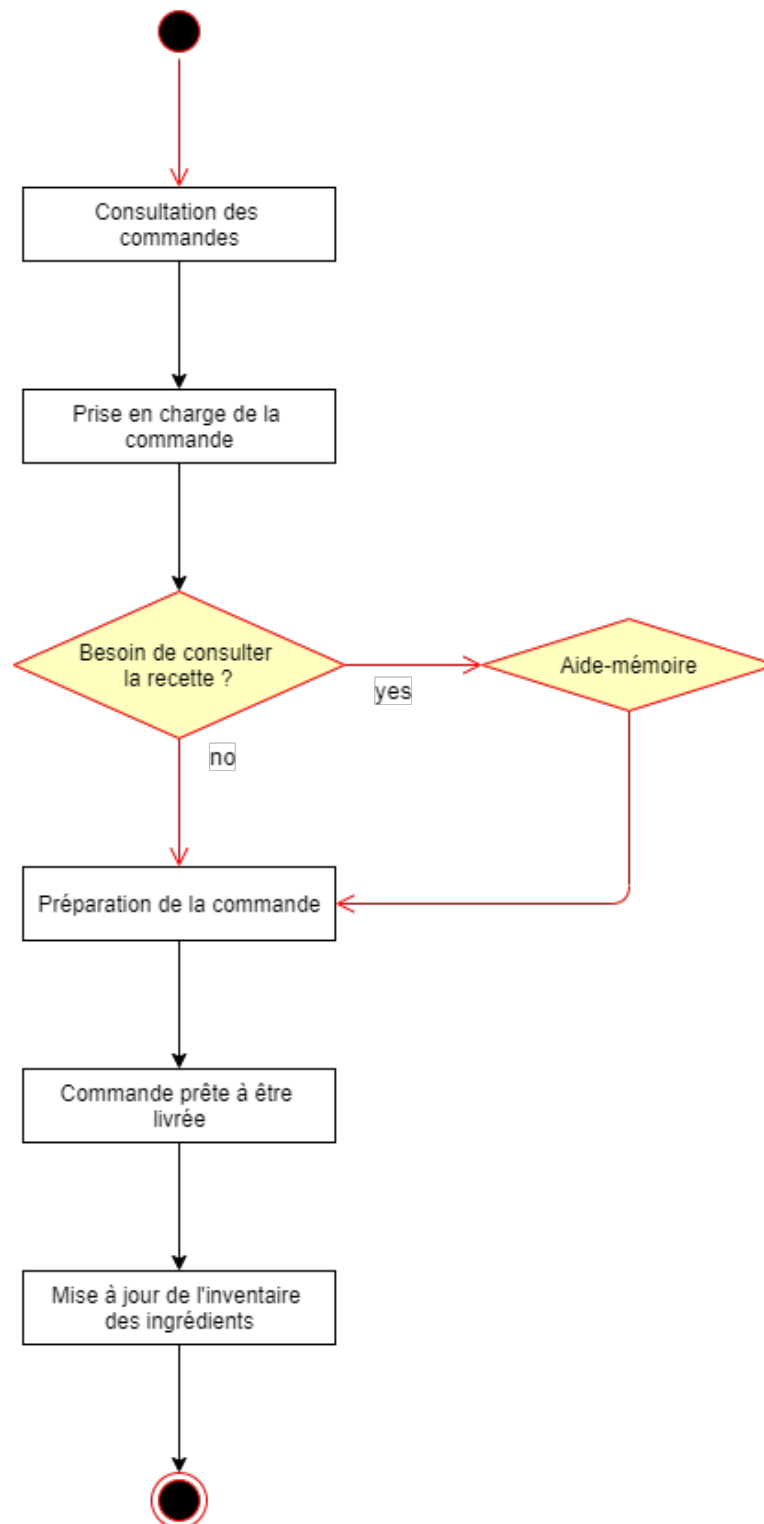 Consultation des
commandes
Prise en charge de la
commande
Besoin de consulter
la recette ?
yes
Aide-mémoire
no
Préparation de la commande
Commande prête à être
livrée
Mise à jour de l'inventaire
des ingrédients